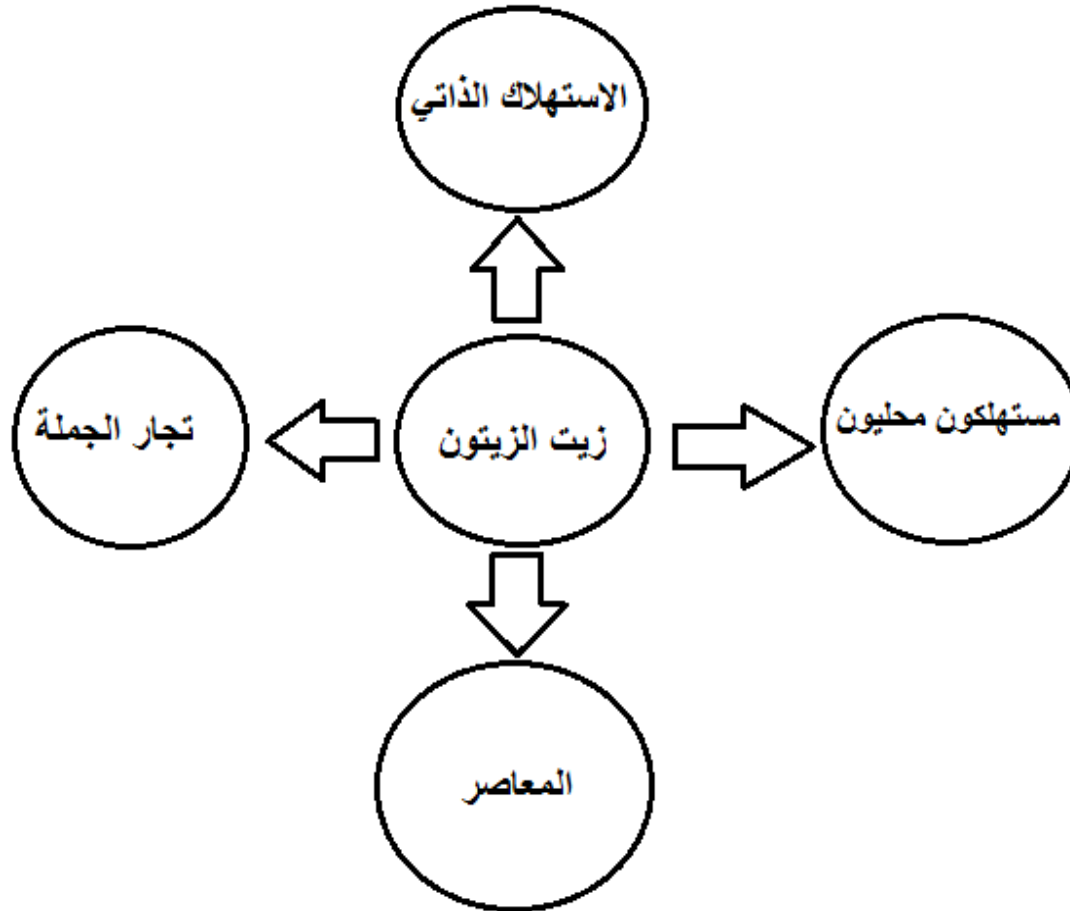 الاستهلاك الذاتي
مستهلكون محليون
زيت الزيتون
تجار الجملة
المعاصر